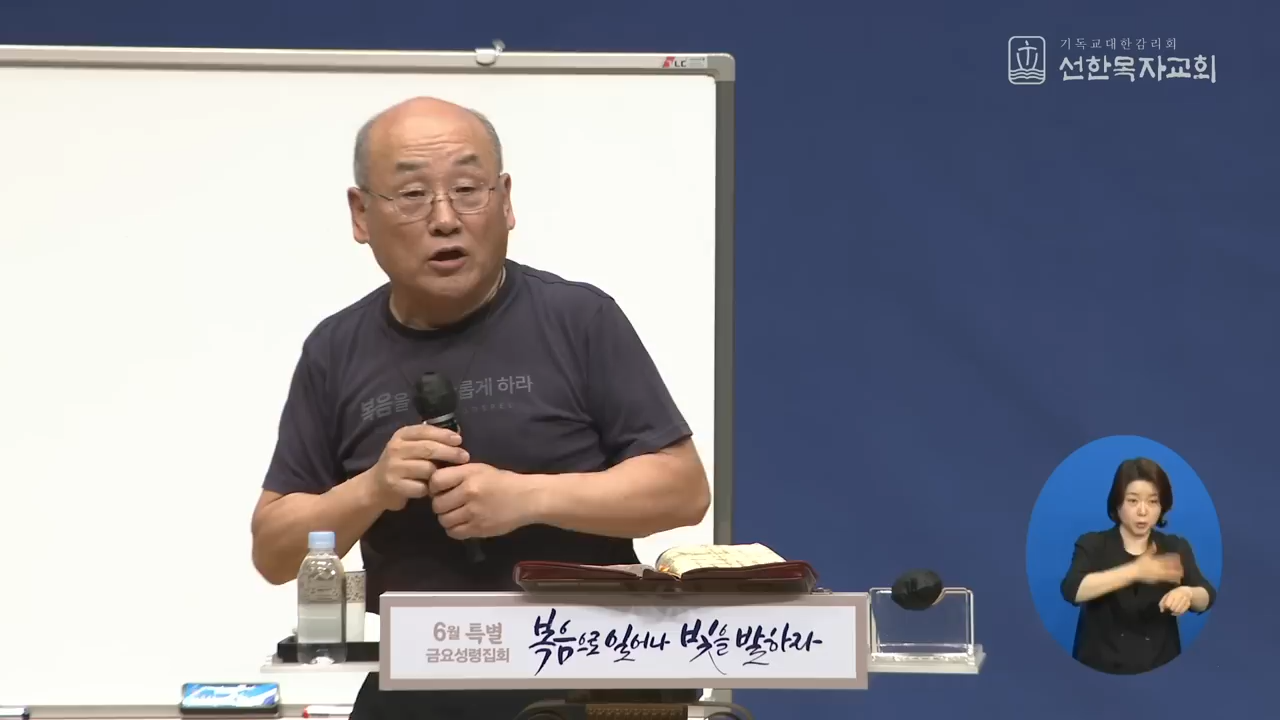 기독교대한감리회
선한목자교회
복음을 롭게 하라
6월 특별
금요성령집회
복음으로 일어나 빛을 발하라